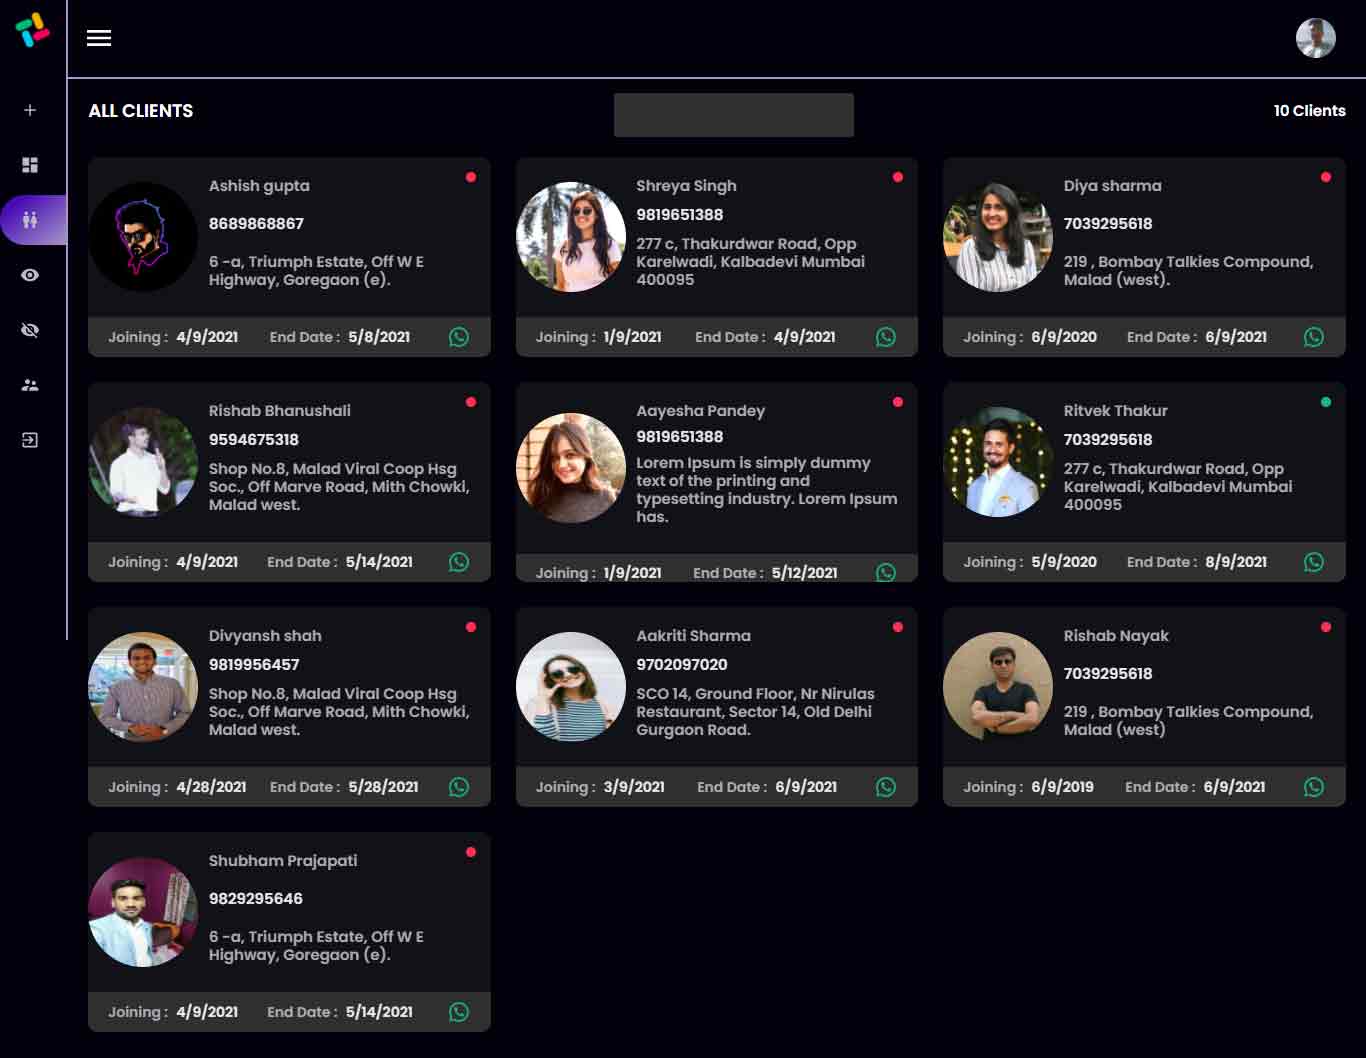 ALL CLIENTS
10 Clients
Ashish gupta
8689868867
6 -a, Triumph Estate, Off W E
Highway, Goregaon (e).
Joining : 4/9/2021 End Date : 5/8/2021
Shreya Singh
9819651388
277 c, Thakurdwar Road, Opp
Karelwadi, Kalbadevi Mumbai
400095
Joining : 1/9/2021 End Date : 4/9/2021
Diya sharma
7039295618
219 , Bombay Talkies Compound,
Malad (west).
Joining : 6/9/2020 End Date : 6/9/2021
Rishab Bhanushali
9594675318
Shop No.8, Malad Viral Coop Hsg
Soc., Off Marve Road, Mith Chowki,
Malad west.
Joining : 4/9/2021 End Date : 5/14/2021
Aayesha Pandey
9819651388
Lorem Ipsum is simply dummy
text of the printing and
typesetting industry. Lorem Ipsum
has.
Joining : 1/9/2021 End Date : 5/12/2021
Ritvek Thakur
7039295618
277 c, Thakurdwar Road, Opp
Karelwadi, Kalbadevi Mumbai
400095
Joining : 5/9/2020 End Date : 8/9/2021
Divyansh shah
9819956457
Shop No.8, Malad Viral Coop Hsg
Soc., Off Marve Road, Mith Chowki,
Malad west.
Joining : 4/28/2021 End Date : 5/28/2021
Aakriti Sharma
9702097020
SCO 14, Ground Floor, Nr Nirulas
Restaurant, Sector 14, Old Delhi
Gurgaon Road.
Joining : 3/9/2021 End Date : 6/9/2021
Rishab Nayak
7039295618
219 , Bombay Talkies Compound,
Malad (west)
Joining : 6/9/2019 End Date : 6/9/2021
Shubham Prajapati
9829295646
6 -a, Triumph Estate, Off W E
Highway, Goregaon (e).
Joining : 4/9/2021 End Date : 5/14/2021